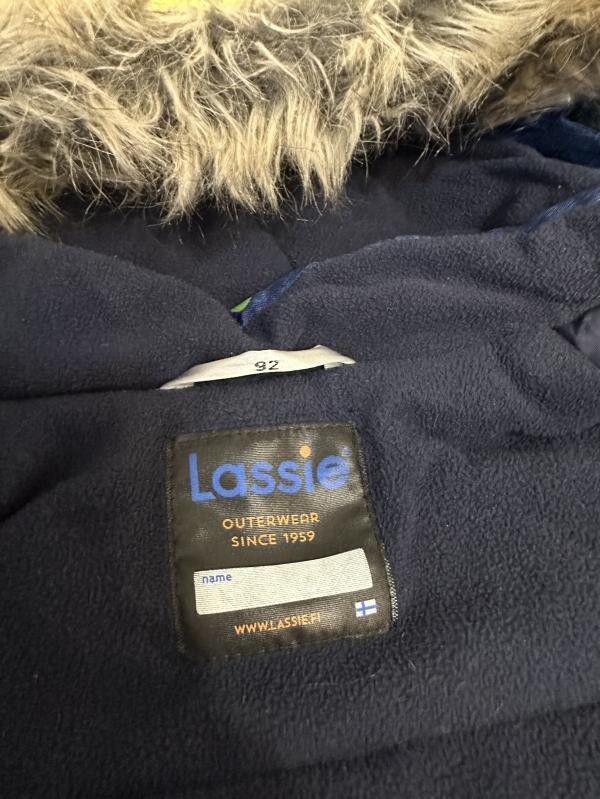 92
Lassie®
OUTERWEAR
SINCE 1959
name
WWW.LASSIE.FI